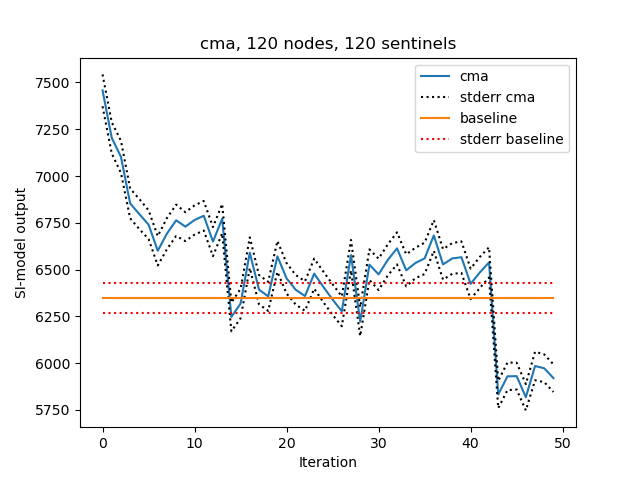 cma, 120 nodes, 120 sentinels
cma
stderr cma
baseline
stderr baseline
SI-model output
7500
7250
7000
6750
6500
6250
6000
5750
0 10 20 30 40 50
Iteration